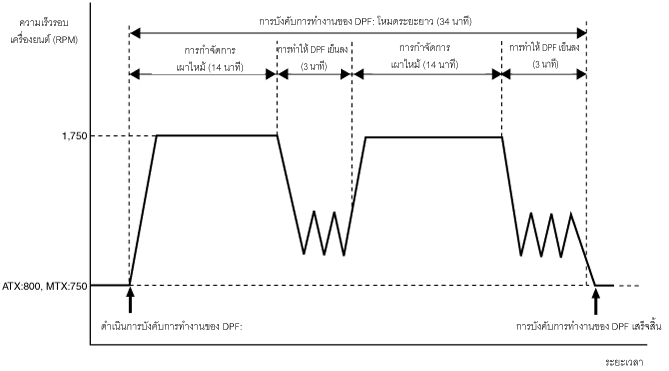 ความเร็วรอบ
เครื่องยนต์ (RPM)
การบังคับการทำงานของ DPF: โหมดระยะยาว (34 นาที)
การกำจัดการ
เผาไหม้ (14 นาที)
การทำให้ DPF เย็นลง
(3 นาที)
การกำจัดการ
เผาไหม้ (14 นาที)
การทำให้ DPF เย็นลง
(3 นาที)
1,750
ATX:800, MTX:750
ดำเนินการบังคับการทำงานของ DPF:
การบังคับการทำงานของ DPF เสร็จสิ้น
ระยะเวลา